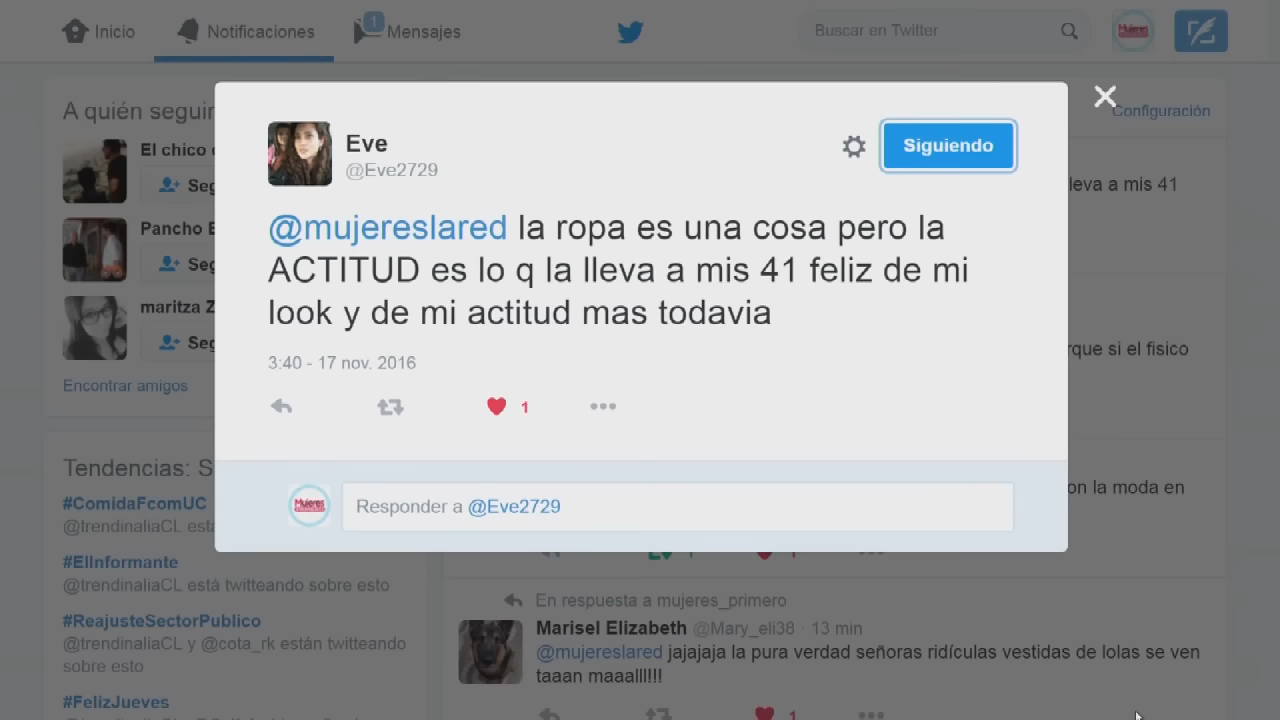 Inicio
Notificaciones
1
Mensajes
Buscar en Twitter
A quién seguir
Configuración
El chico
Pancho
maritza Z
Encontrar amigos
Eve
@Eve2729
Siguiendo
@mujereslared la ropa es una cosa pero la
ACTITUD es lo q la lleva a mis 41 feliz de mi
look y de mi actitud mas todavia
3:40 - 17 nov. 2016
1
Mujeres
Responder a @Eve2729
Tendencias: S
#ComidaFcomUC
@trendinaliaCL está
#ElInformante
@trendinaliaCL está twitteando sobre esto
#ReajusteSectorPublico
@trendinaliaCL y @cota_rk están twitteando
sobre esto
#FelizJueves
leva a mis 41
rque si el fisico
on la moda en
En respuesta a mujeres_primero
Marisel Elizabeth @Mary_eli38 · 13 min
@mujereslared jajajaja la pura verdad señoras ridículas vestidas de lolas se ven
taaan maaalll!!!!
1